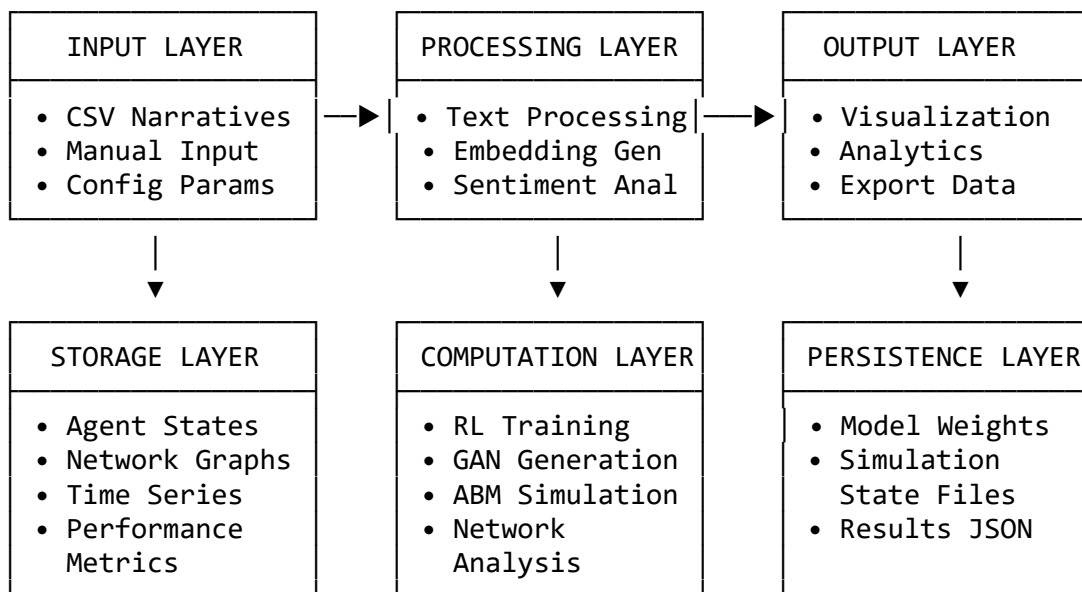 INPUT LAYER
• CSV Narratives
• Manual Input
• Config Params
PROCESSING LAYER
• Text Processing
• Embedding Gen
• Sentiment Anal
OUTPUT LAYER
• Visualization
• Analytics
• Export Data
STORAGE LAYER
• Agent States
• Network Graphs
• Time Series
• Performance
Metrics
COMPUTATION LAYER
• RL Training
• GAN Generation
• ABM Simulation
• Network
Analysis
PERSISTENCE LAYER
• Model Weights
• Simulation
State Files
• Results JSON